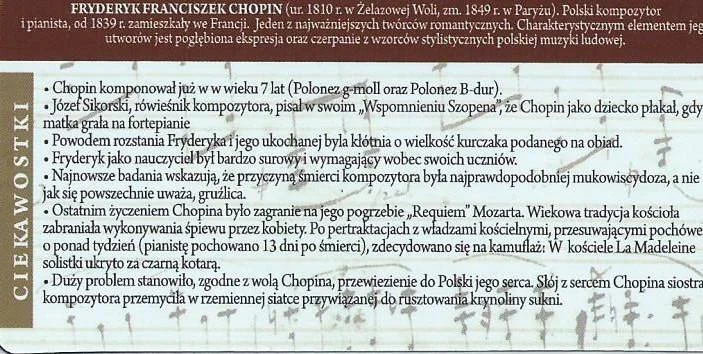 FRYDERYK FRANCISZEK CHOPIN (ur. 1810 r. w Żelazowej Woli, zm. 1849 r. w Paryżu). Polski kompozytor
i pianista, od 1839 r. zamieszkały we Francji. Jeden z najważniejszych twórców romantycznych. Charakterystycznym elementem jeg
utworów jest pogłębiona ekspresja oraz czerpanie z wzorców stylistycznych polskiej muzyki ludowej.
CIEKAWOSTKI
• Chopin komponował już w w wieku 7 lat (Polonez g-moll oraz Polonez B-dur).
• Józef Sikorski, rówieśnik kompozytora, pisał w swoim „Wspomnieniu Szopena”, że Chopin jako dziecko płakał, gdy
matka grała na fortepianie
• Powodem rozstania Fryderyka i jego ukochanej była kłótnia o wielkość kurczaka podanego na obiad.
• Fryderyk jako nauczyciel był bardzo surowy i wymagający wobec swoich uczniów.
• Najnowsze badania wskazują, że przyczyną śmierci kompozytora była najprawdopodobniej mukowiscydoza, a nie
jak się powszechnie uważa, gruźlica.
• Ostatnim życzeniem Chopina było zagranie na jego pogrzebie „Requiem” Mozarta. Wiekowa tradycja kościoła
zabraniała wykonywania śpiewu przez kobiety. Po pertraktacjach z władzami kościelnymi, przesuwającymi pochówe
o ponad tydzień (pianistę pochowano 13 dni po śmierci), zdecydowano się na kamuflaż: W kościele La Madeleine
solistki ukryto za czarną kotarą.
• Duży problem stanowiło, zgodne z wolą Chopina, przewiezienie do Polski jego serca. Słój z sercem Chopina siostra
kompozytora przemyciła w rzemiennej siatce przywiązanej do rusztowania krynoliny sukni.